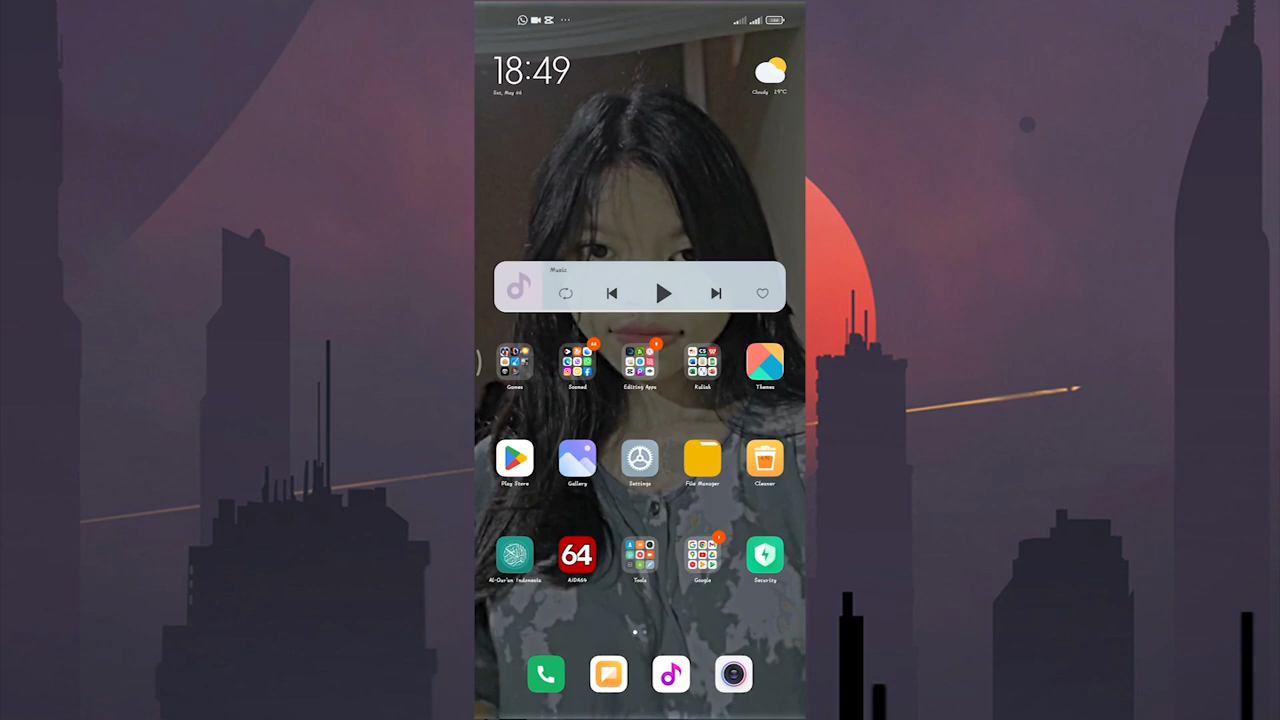 18:49
Sat, May 06
Cloudy 29°C
Music
Games
Sosmed
Editing Apps
Kuliah
Themes
Play Store
Gallery
Settings
File Manager
Cleaner
Al-Qur'an Indonesia
64
AIDA64
Tools
Google
Security